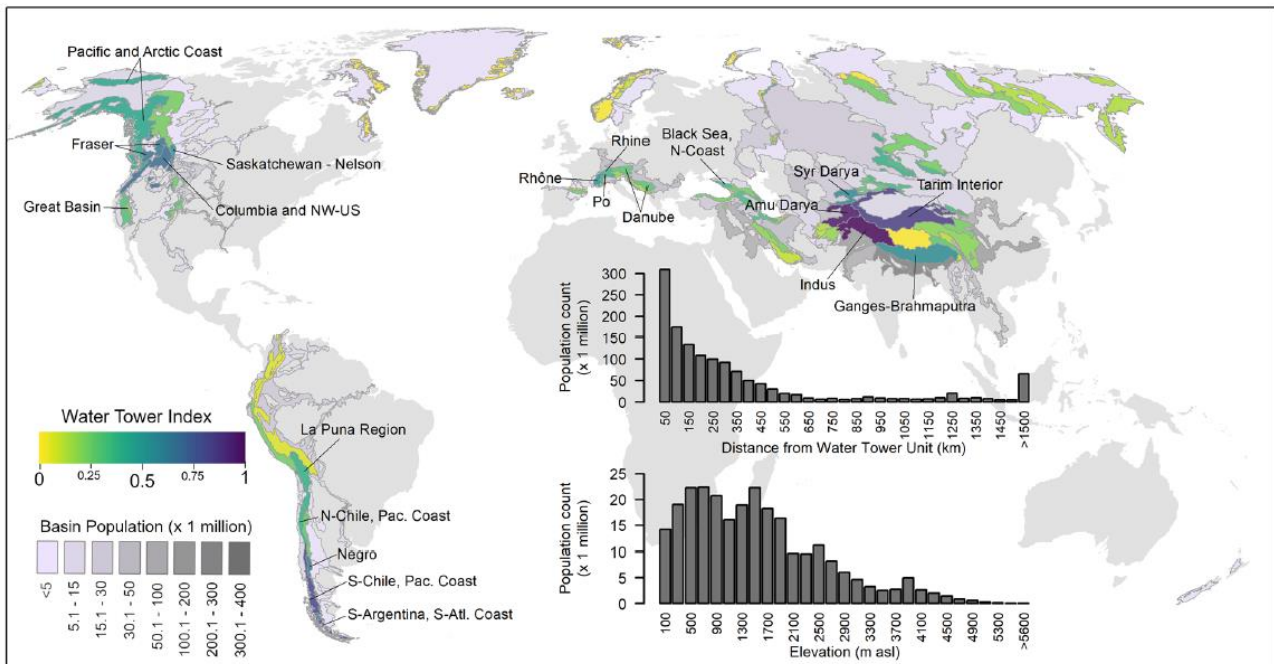 Pacific and Arctic Coast
Fraser
Saskatchewan - Nelson
Great Basin
Columbia and NW-US
Rhine
Black Sea,
N-Coast
Rhône
Po
Danube
Syr Darya
Tarim Interior
Amu Darya
Indus
Ganges-Brahmaputra
La Puna Region
N-Chile, Pac. Coast
Negro
S-Chile, Pac. Coast
S-Argentina, S-Atl. Coast
Water Tower Index
0 0.25 0.5 0.75 1
Basin Population (x 1 million)
<5
5.1 - 15
15.1 - 30
30.1 - 50
50.1 - 100
100.1 - 200
200.1 - 300
300.1 - 400
Population count
(x 1 million)
300
250
200
150
100
50
0
50 150 250 350 450 550 650 750 850 950 1050 1150 1250 1350 1450 >1500
Distance from Water Tower Unit (km)
Population count
(x 1 million)
25
20
15
10
5
0
100 500 900 1300 1700 2100 2500 2900 3300 3700 4100 4500 4900 5300 >5600
Elevation (m asl)